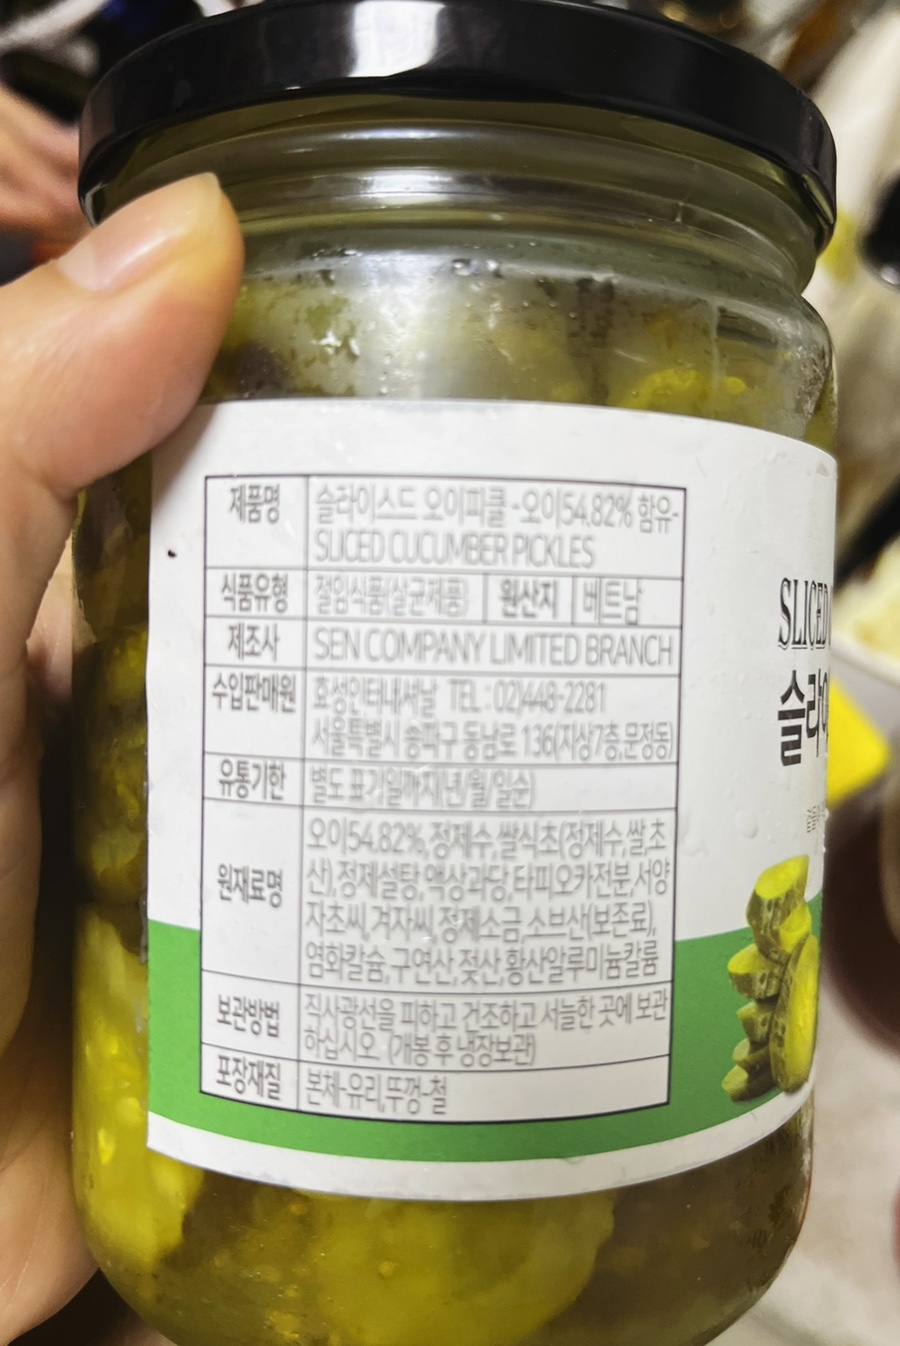 제품명 슬라이스드 오이피클 -오이54.82% 함유-
SLICED CUCUMBER PICKLES
식품유형 절임식품(살균제품) 원산지 베트남
제조사 SEN COMPANY LIMITED BRANCH
수입판매원 효성인터내셔날 TEL : 02)448-2281
서울특별시 송파구 동남로 136(지상7층,문정동)
유통기한 별도 표기일까지(년/월/일순)
원재료명 오이54.82%,정제수,쌀식초(정제수,쌀,초
산),정제설탕,액상과당,타피오카전분,서양
자초씨,겨자씨,정제소금,소브산(보존료),
염화칼슘,구연산,젖산,황산알루미늄칼륨
보관방법 직사광선을 피하고 건조하고 서늘한 곳에 보관
하십시오. (개봉 후 냉장보관)
포장재질 본체-유리,뚜껑-철
SLICED
슬라이